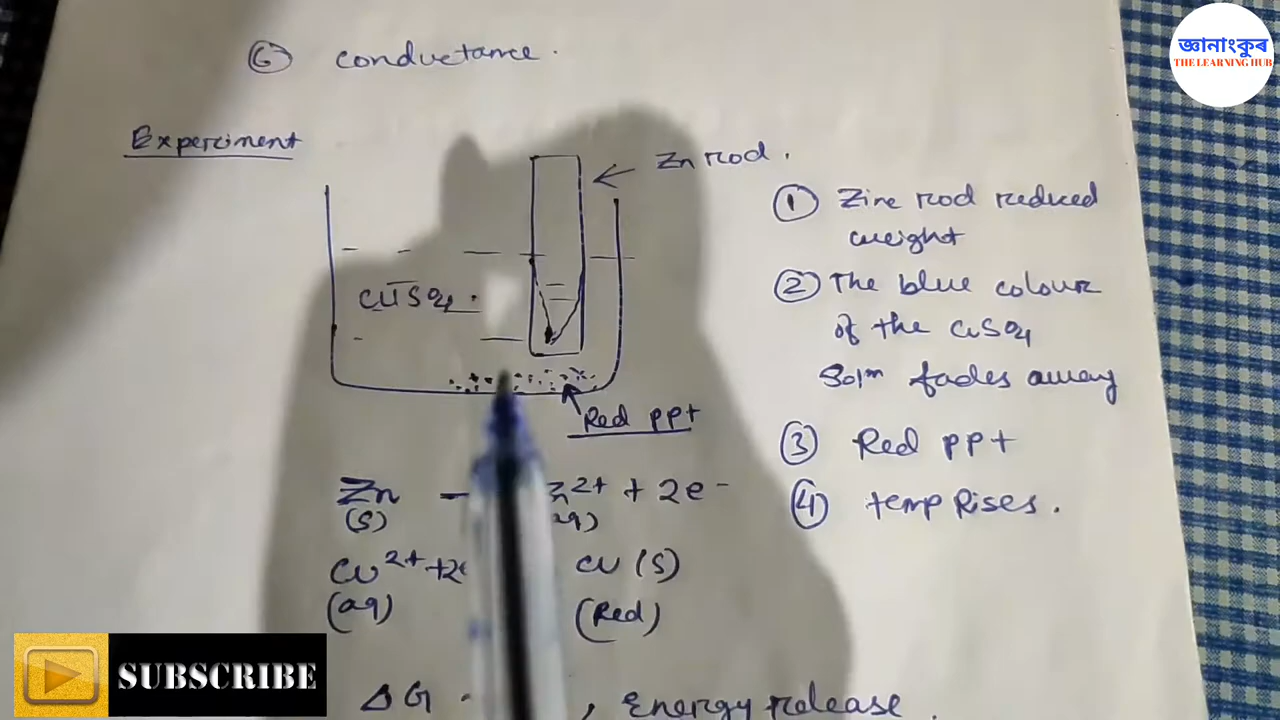 ⑥ conductance.
Experiment
Zn rod.
CuSO4.
Red ppt
① Zinc rod reduced
weight
② The blue colour
of the CuSO4
Solⁿ fades away
③ Red ppt
④ temp Rises.
Zn — Zn2+ + 2e-
(s) (aq)
Cu2+ +2e Cu (s)
(aq) (Red)
ΔG , Energy release.
জ্ঞানাংকুৰ
THE LEARNING HUB
SUBSCRIBE